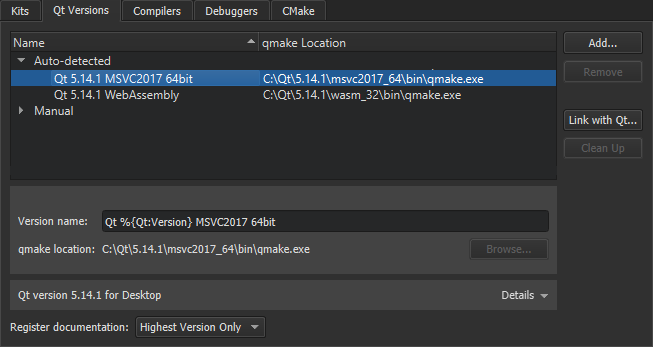 Kits Qt Versions Compilers Debuggers CMake
Name qmake Location
Auto-detected
Qt 5.14.1 MSVC2017 64bit C:\Qt\5.14.1\msvc2017_64\bin\qmake.exe
Qt 5.14.1 WebAssembly C:\Qt\5.14.1\wasm_32\bin\qmake.exe
Manual
Add...
Remove
Link with Qt...
Clean Up
Version name: Qt %{Qt:Version} MSVC2017 64bit
qmake location: C:\Qt\5.14.1\msvc2017_64\bin\qmake.exe Browse...
Qt version 5.14.1 for Desktop Details
Register documentation: Highest Version Only